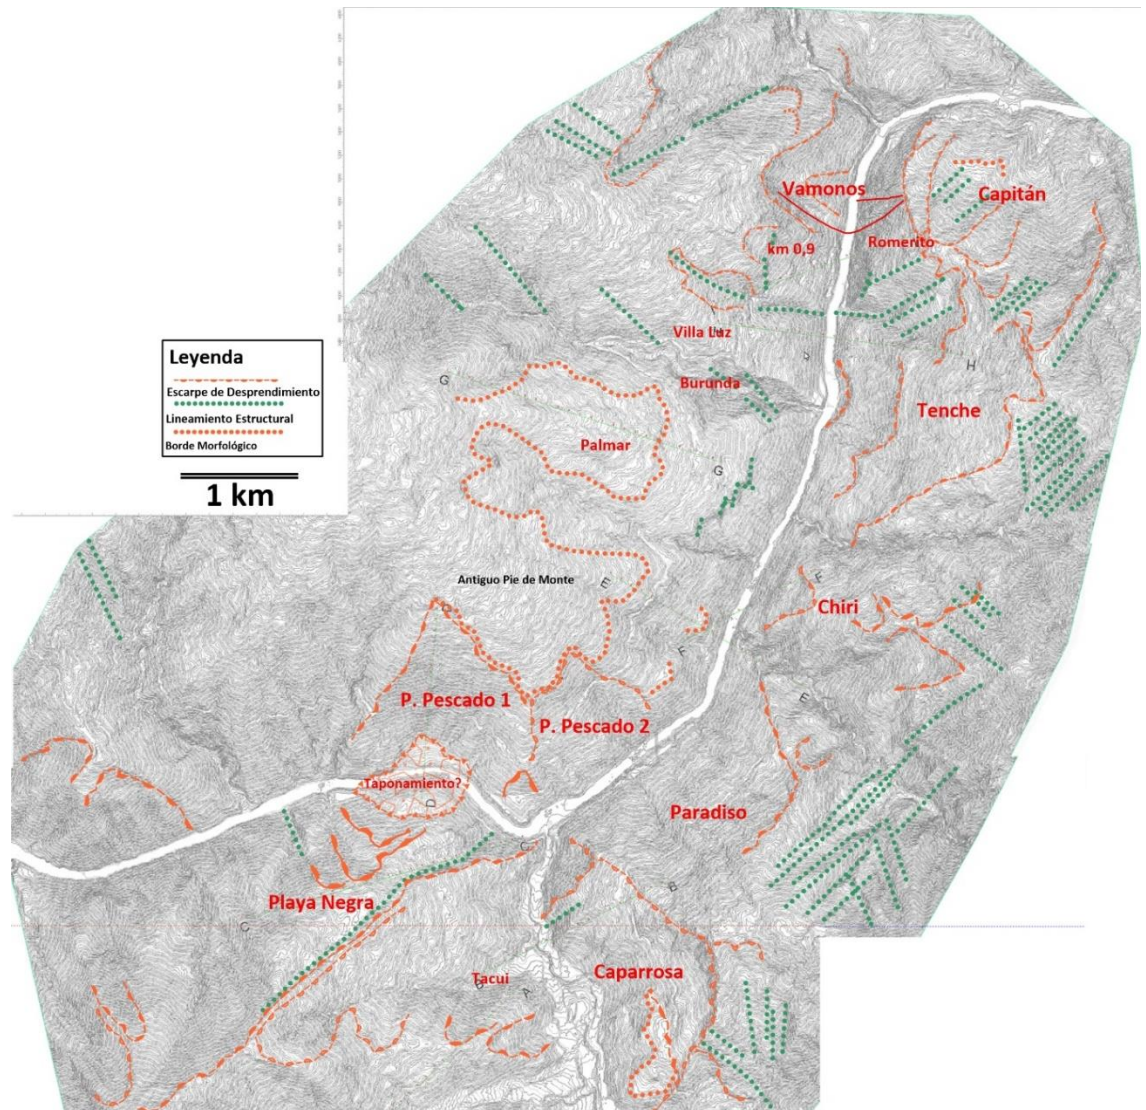 Vamonos
Capitán
km 0,9
Romerito
Villa Luz
H
H
Leyenda
Escarpe de Desprendimiento
Lineamiento Estructural
Borde Morfológico
1 km
G
Burunda
Tenche
Palmar
G
Antiguo Pie de Monte
E
F
Chiri
F
P. Pescado 1
P. Pescado 2
E
Taponamiento?
D
Paradiso
C
Playa Negra
B
C
Tacui
A
Caparrosa